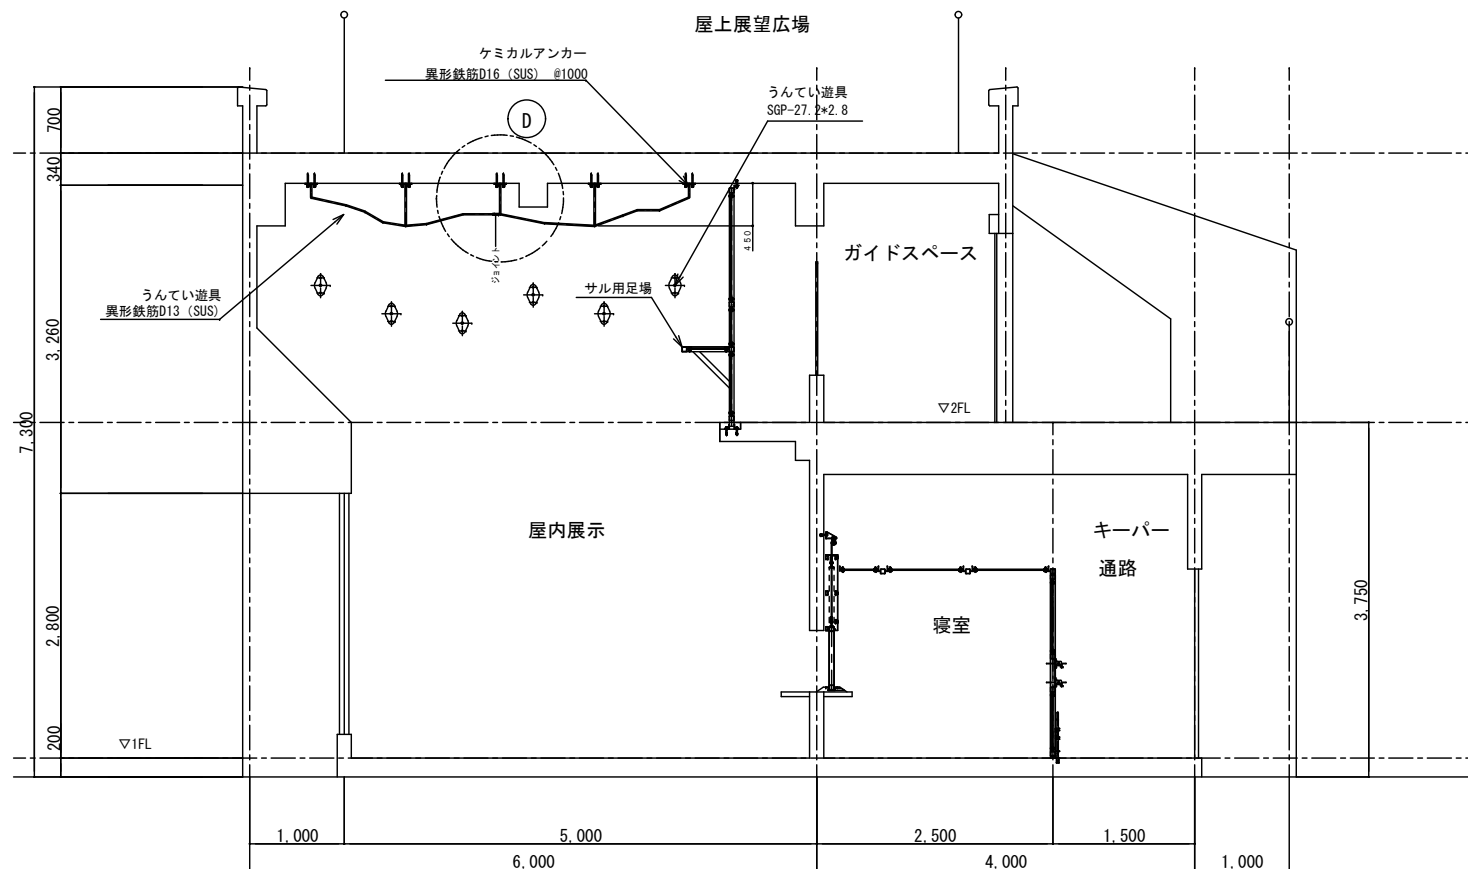 屋上展望広場
ケミカルアンカー
異形鉄筋D16（SUS） @1000
うんてい遊具
SGP-27.2*2.8
D
700
340
3,260
7,300
2,800
200
450
ジョイント
ガイドスペース
うんてい遊具
異形鉄筋D13（SUS）
サル用足場
▽2FL
屋内展示
キーパー
通路
寝室
3,750
▽1FL
1,000
5,000
2,500
1,500
6,000
4,000
1,000